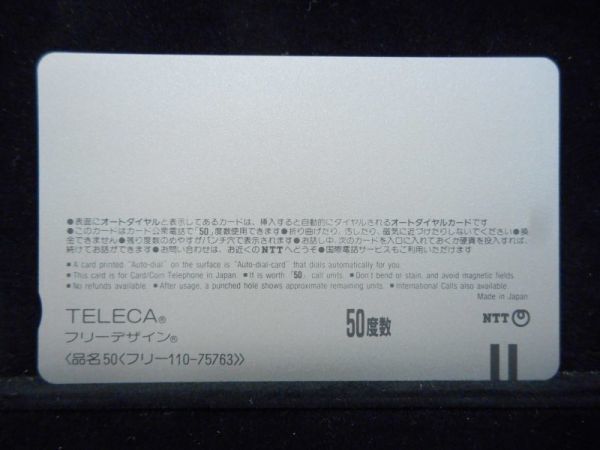 ●表面にオートダイヤルと表示してあるカードは、挿入すると自動的にダイヤルされるオートダイヤルカードです
●このカードはカード公衆電話で「50」度数使用できます●折り曲げたり、汚したり、磁気に近づけたりしないでください●換
金できません●残り度数のめやすがパンチ穴で表示されます●お話し中、次のカードを入口に入れておくか硬貨を投入すれば、
続けてお話ができます●お問い合わせは、お近くのNTTへどうぞ●国際電話サービスもご利用いただけます
● A card printed "Auto-dial" on the surface is "Auto-dial-card" that dials automatically for you.
● This card is for Card/Coin Telephone in Japan. ● It is worth「50」call units. ● Don't bend or stain, and avoid magnetic fields.
● No refunds available. ● After usage, a punched hole shows approximate remaining units. ● International Calls also available.
Made in Japan
TELECA® 50度数 NTT
フリーデザイン®
〈品名50〈フリー110-75763〉〉